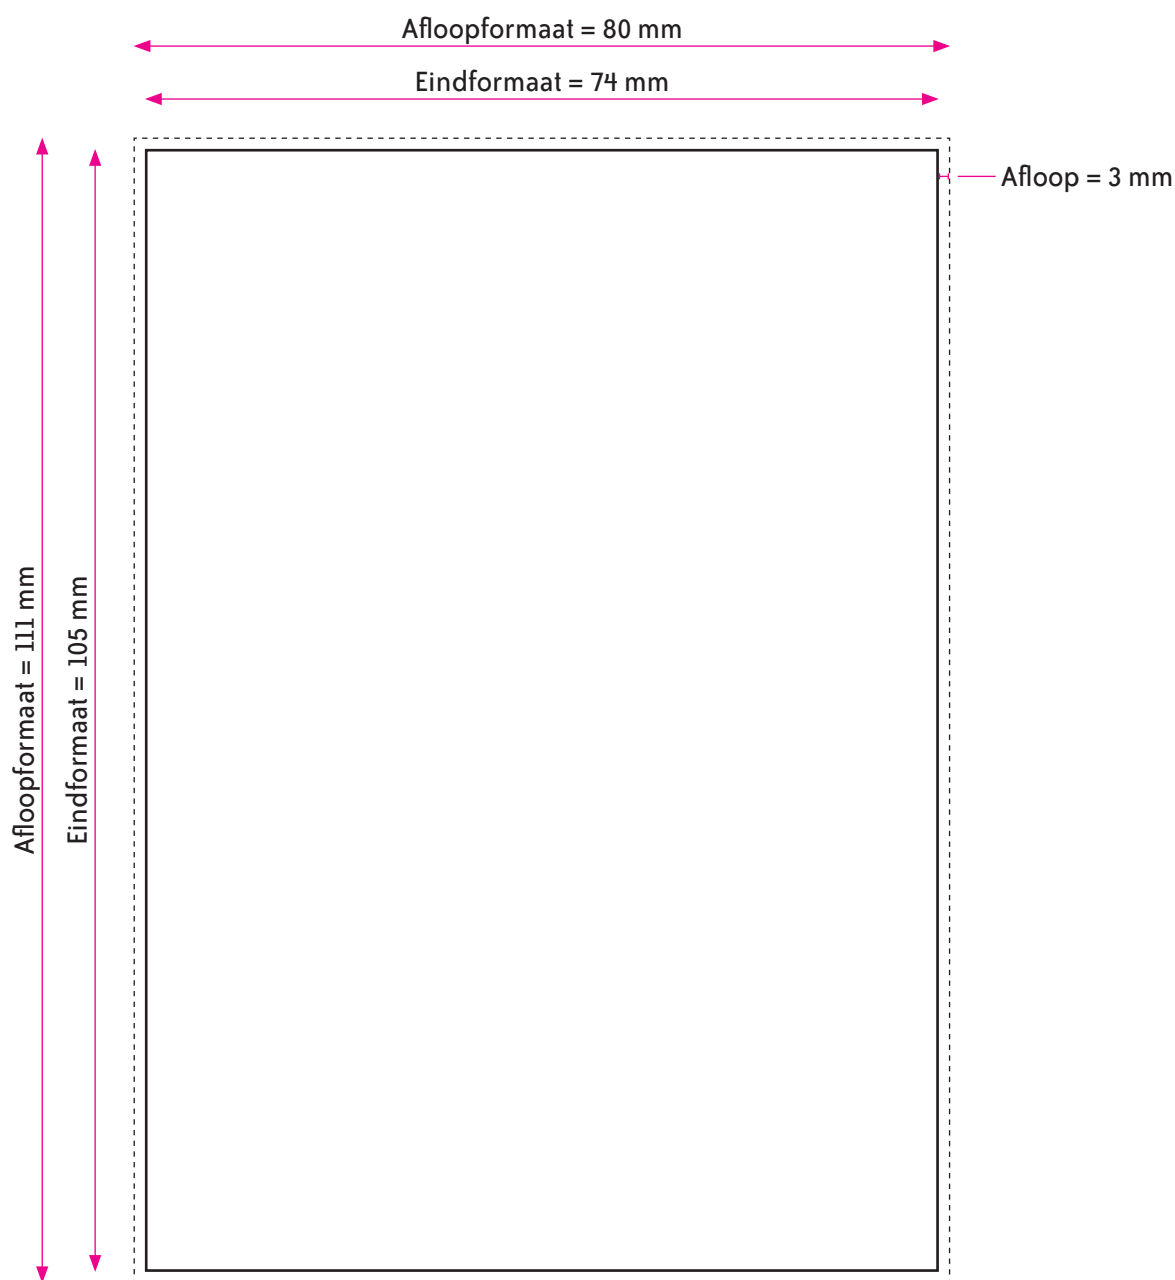 Afloopformaat = 80 mm
Eindformaat = 74 mm
Afloop = 3 mm
Afloopformaat = 111 mm
Eindformaat = 105 mm